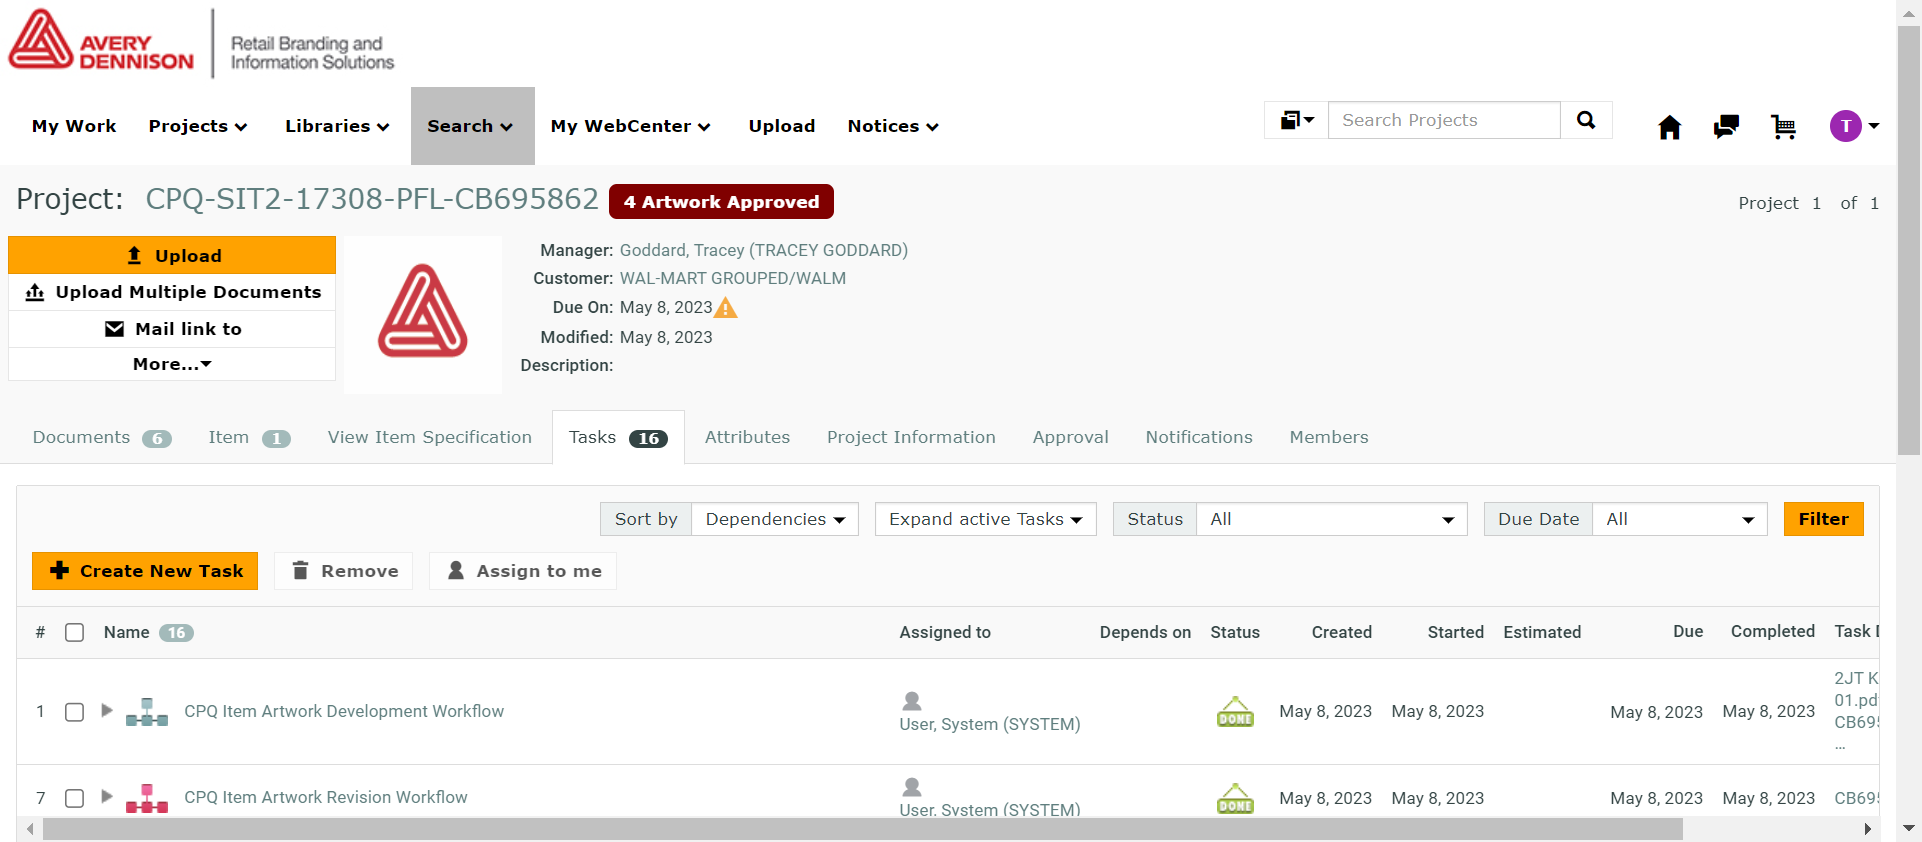 AVERY
DENNISON
Retail Branding and
Information Solutions
My Work Projects Libraries Search My WebCenter Upload Notices
Search Projects
T
Project: CPQ-SIT2-17308-PFL-CB695862 4 Artwork Approved
Project 1 of 1
Upload
Upload Multiple Documents
Mail link to
More...
Manager: Goddard, Tracey (TRACEY GODDARD)
Customer: WAL-MART GROUPED/WALM
Due On: May 8, 2023
Modified: May 8, 2023
Description:
Documents 6 Item 1 View Item Specification Tasks 16 Attributes Project Information Approval Notifications Members
Sort by Dependencies Expand active Tasks Status All Due Date All Filter
Create New Task Remove Assign to me
# Name 16 Assigned to Depends on Status Created Started Estimated Due Completed Task
1 CPQ Item Artwork Development Workflow User, System (SYSTEM) DONE May 8, 2023 May 8, 2023 May 8, 2023 May 8, 2023
2JT K
01.pd
CB695
...
7 CPQ Item Artwork Revision Workflow User, System (SYSTEM) DONE May 8, 2023 May 8, 2023 May 8, 2023 May 8, 2023 CB695